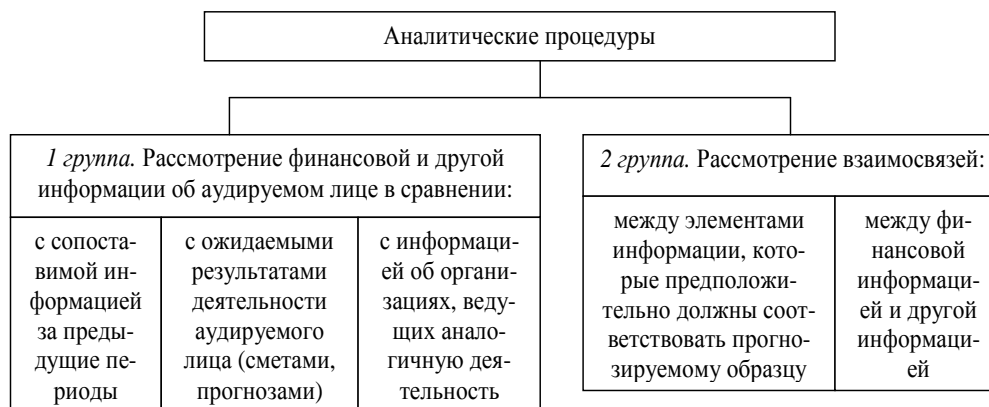 Аналитические процедуры
1 группа. Рассмотрение финансовой и другой
информации об аудируемом лице в сравнении:
с сопоста-
вимой ин-
формацией
за преды-
дущие пе-
риоды
с ожидаемыми
результатами
деятельности
аудируемого
лица (сметами,
прогнозами)
с информаци-
ей об органи-
зациях, веду-
щих анало-
гичную дея-
тельность
2 группа. Рассмотрение взаимосвязей:
между элементами
информации, кото-
рые предположи-
тельно должны соот-
ветствовать прогно-
зируемому образцу
между фи-
нансовой
информаци-
ей и другой
информаци-
ей